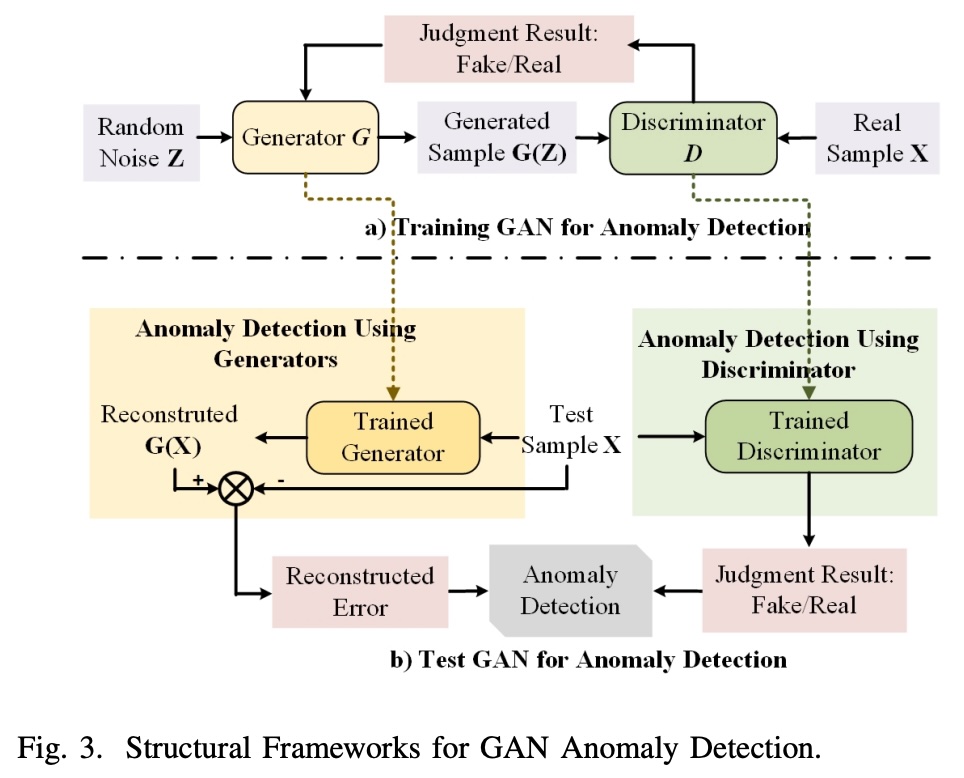 Judgment Result:
Fake/Real
Random
Noise Z
Generator G
Generated
Sample G(Z)
Discriminator
D
Real
Sample X
a) Training GAN for Anomaly Detection
Anomaly Detection Using
Generators
Anomaly Detection Using
Discriminator
Reconstruted
G(X)
Trained
Generator
Test
Sample X
Trained
Discriminator
+
-
Reconstructed
Error
Anomaly
Detection
Judgment Result:
Fake/Real
b) Test GAN for Anomaly Detection
Fig. 3. Structural Frameworks for GAN Anomaly Detection.